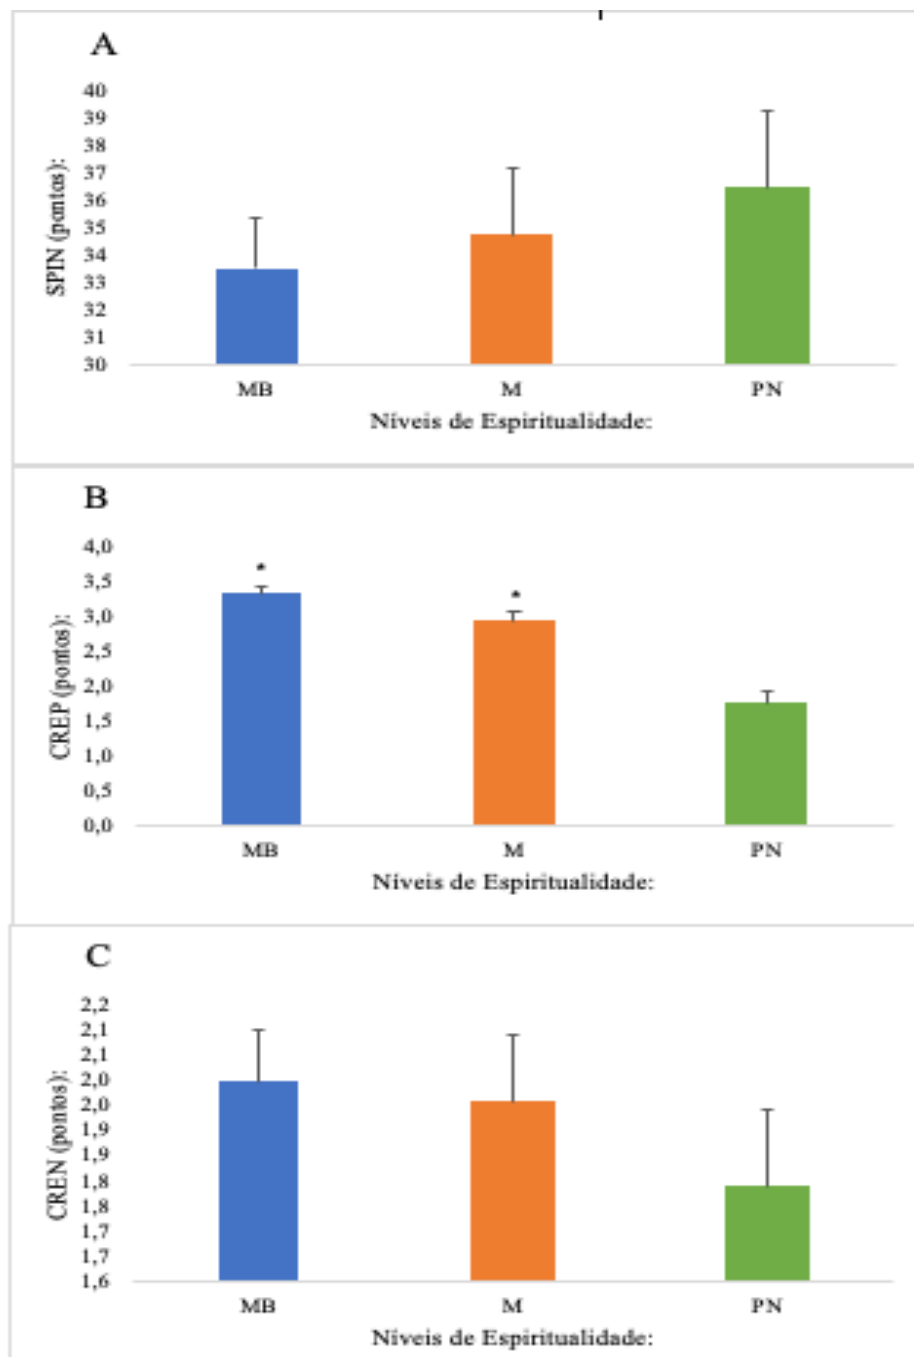 A
SPIN (pontos):
40
39
38
37
36
35
34
33
32
31
30
MB M PN
Níveis de Espiritualidade:
B
CREP (pontos):
4,0
3,5
3,0
2,5
2,0
1,5
1,0
0,5
0,0
* *
MB M PN
Níveis de Espiritualidade:
C
CREN (pontos):
2,2
2,1
2,1
2,0
2,0
1,9
1,9
1,8
1,8
1,7
1,7
1,6
MB M PN
Níveis de Espiritualidade: